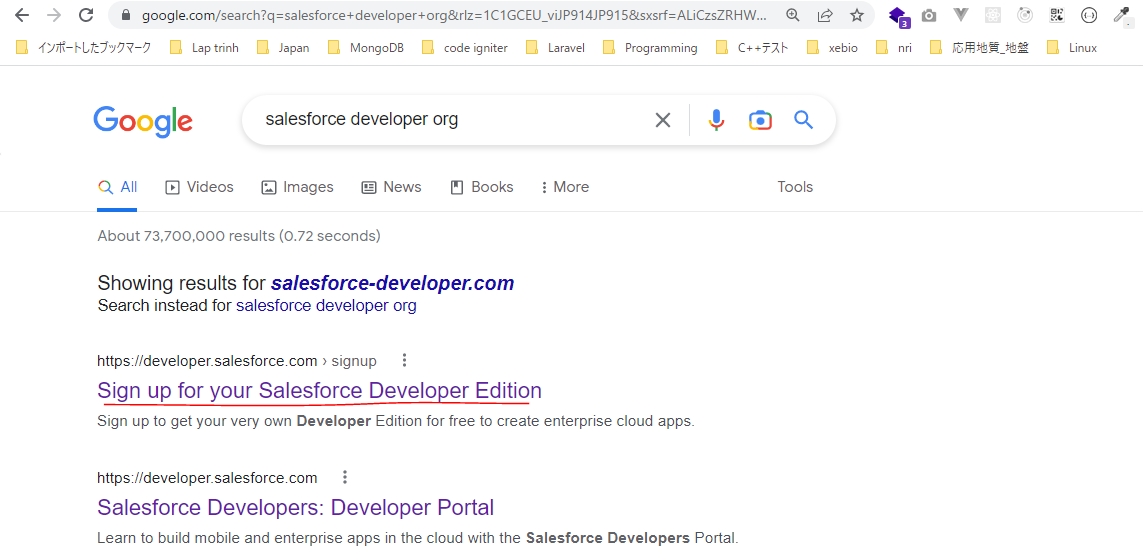 google.com/search?q=salesforce+developer+org&rlz=1C1GCEU_viJP914JP915&sxsrf=ALiCzsZRHW...
3
インポートしたブックマーク Lap trinh Japan MongoDB code igniter Laravel Programming C++テスト xebio nri 応用地質_地盤 Linux
Google
salesforce developer org
All Videos Images News Books More Tools
About 73,700,000 results (0.72 seconds)
Showing results for salesforce-developer.com
Search instead for salesforce developer org
https://developer.salesforce.com › signup
Sign up for your Salesforce Developer Edition
Sign up to get your very own Developer Edition for free to create enterprise cloud apps.
https://developer.salesforce.com
Salesforce Developers: Developer Portal
Learn to build mobile and enterprise apps in the cloud with the Salesforce Developers Portal.